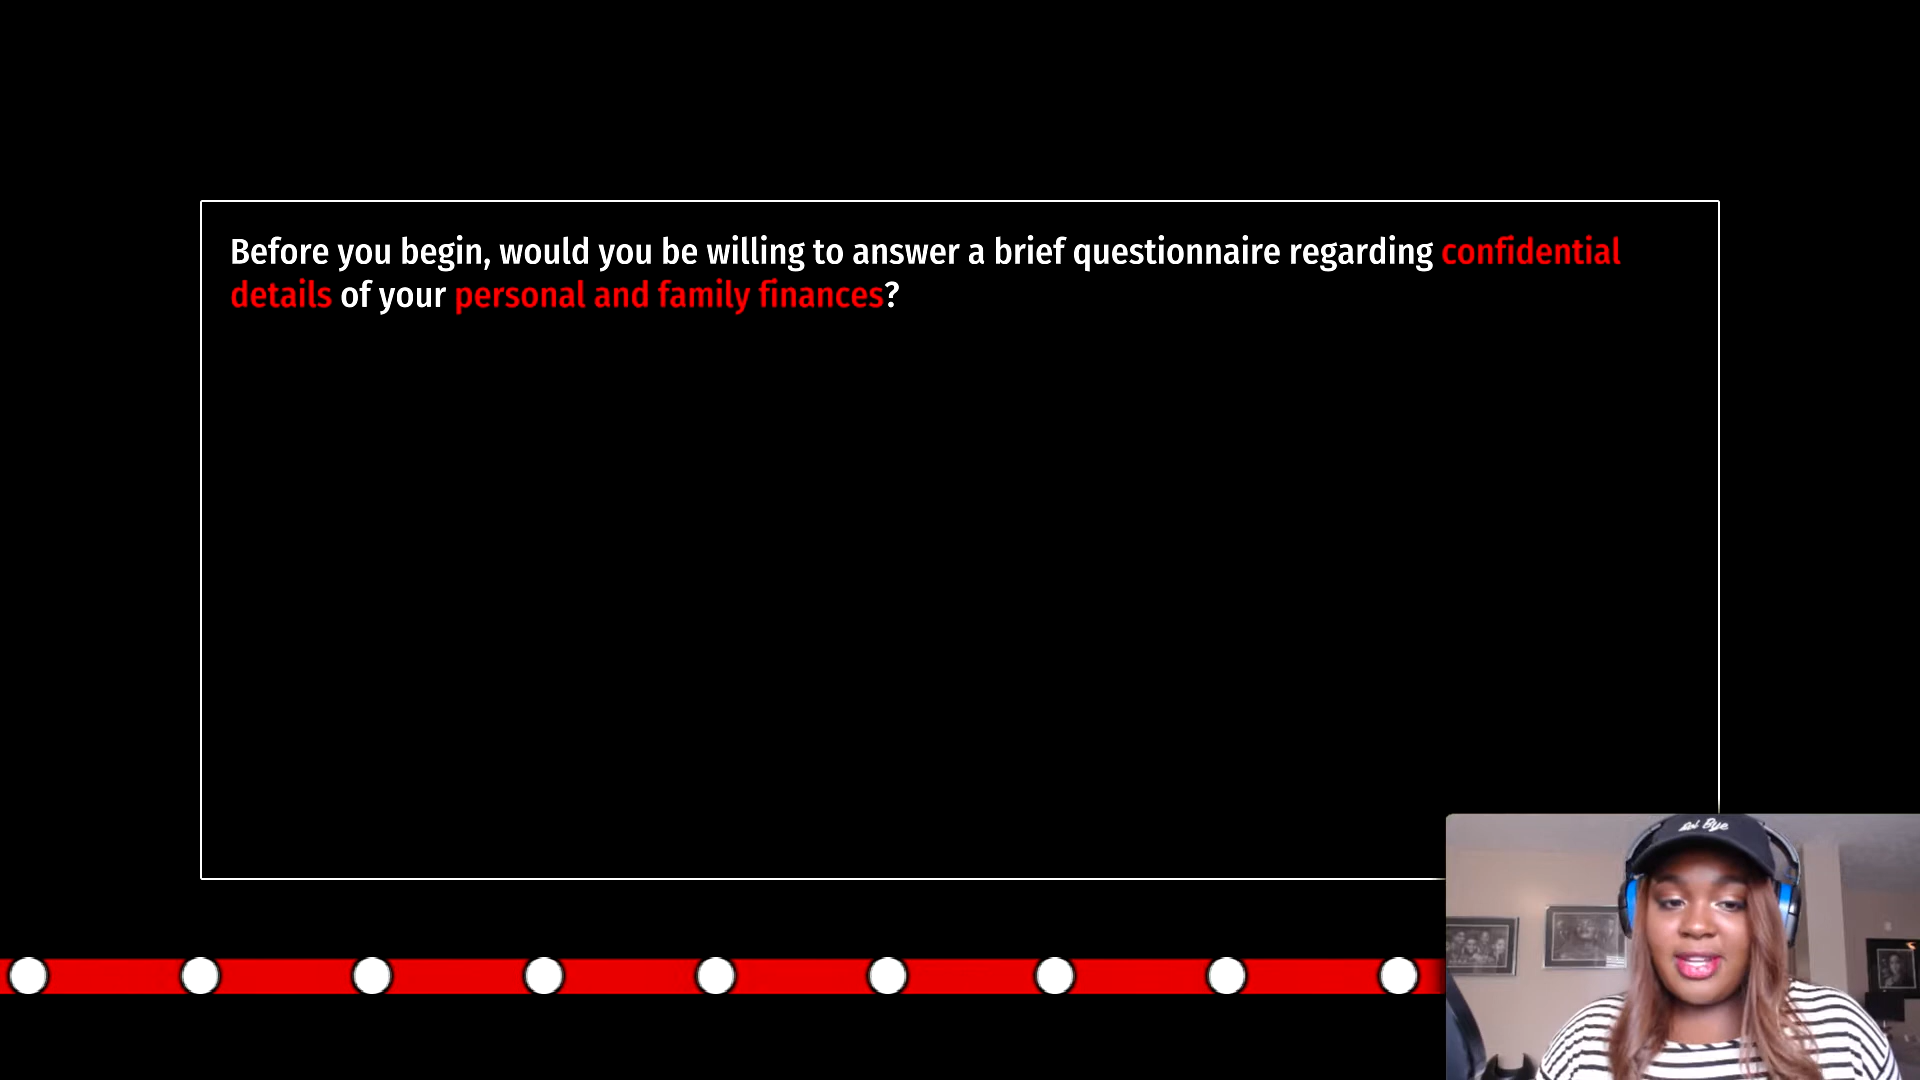 Before you begin, would you be willing to answer a brief questionnaire regarding confidential
details of your personal and family finances?
Bye